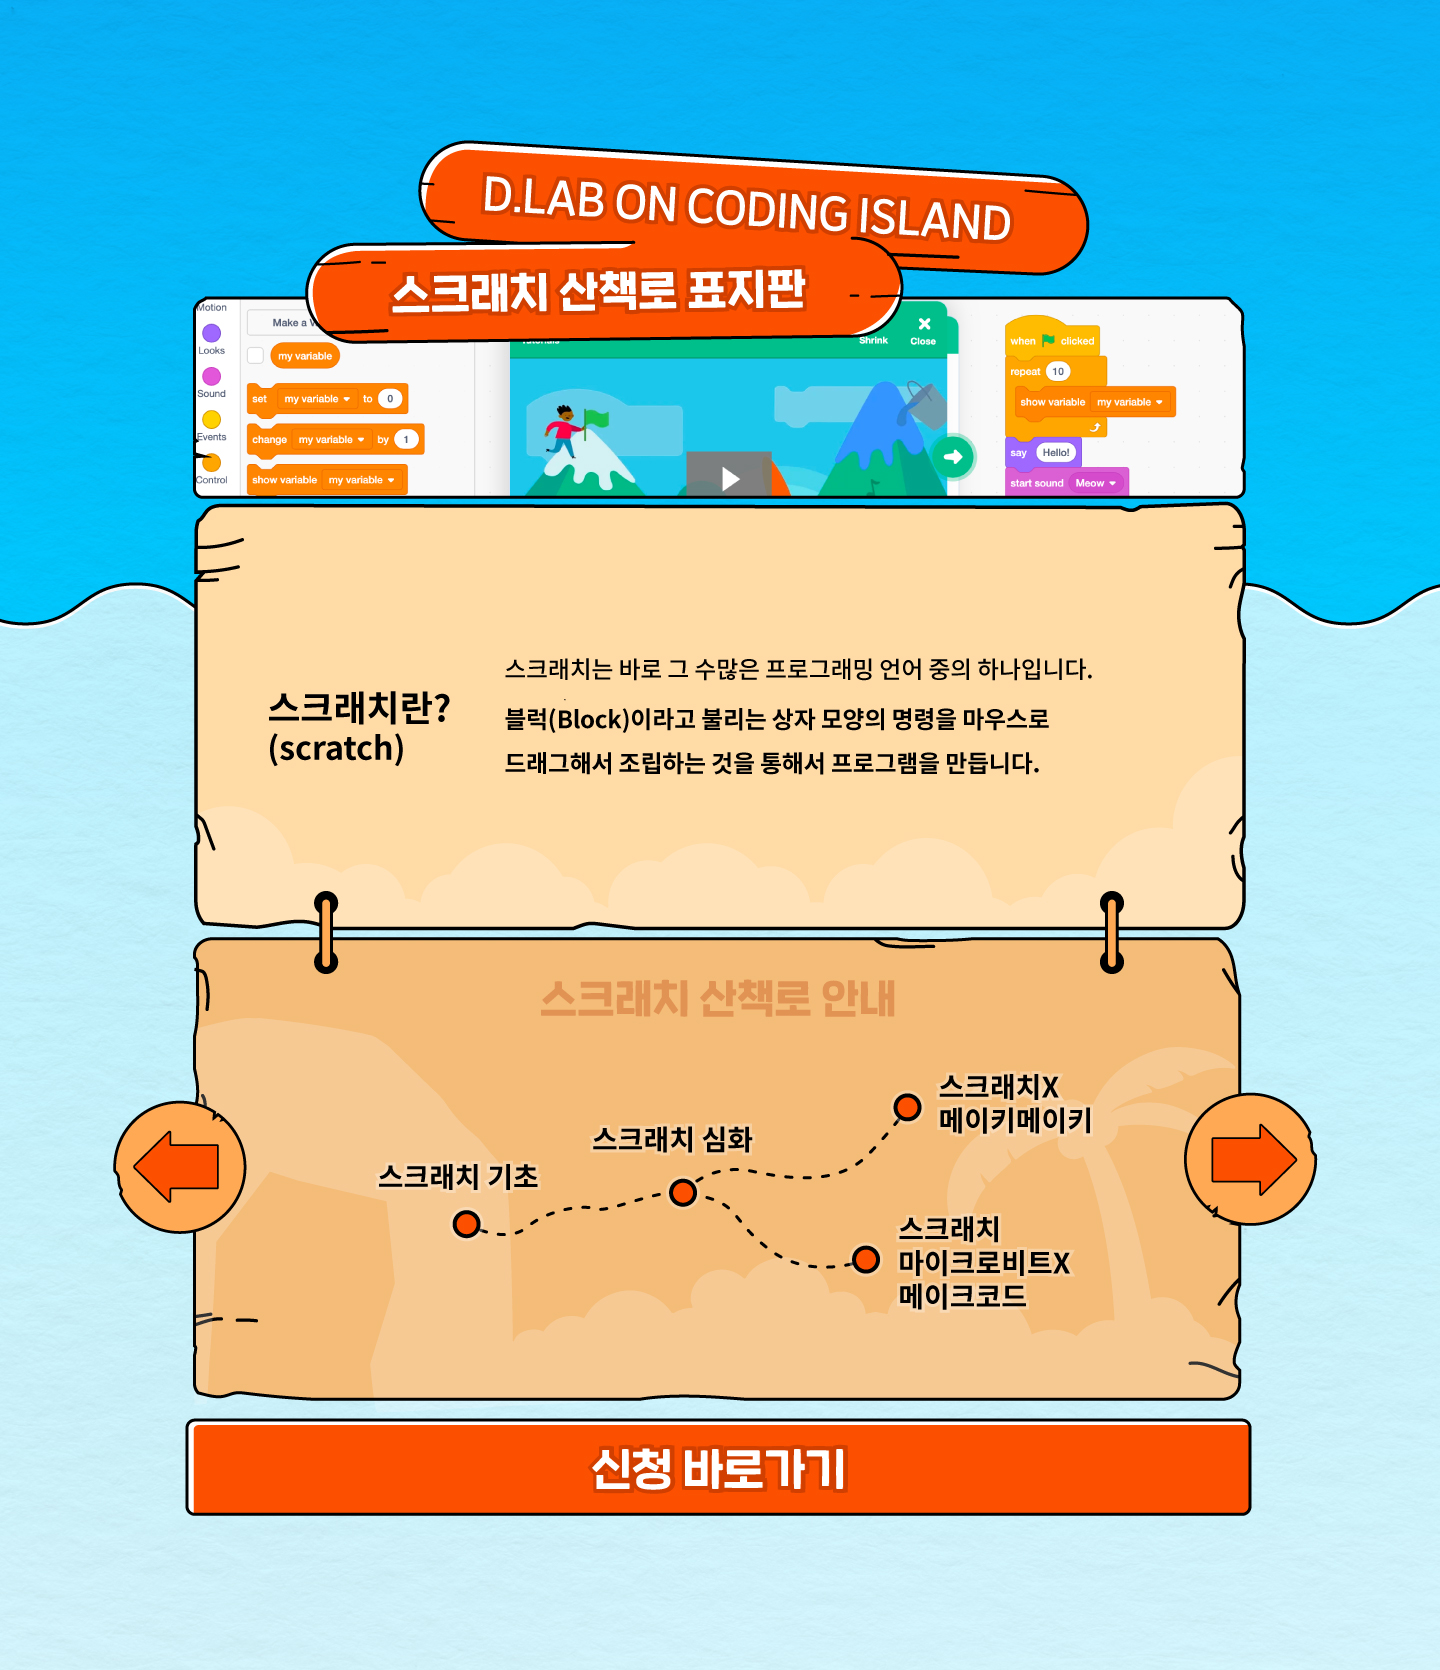 D.LAB ON CODING ISLAND
스크래치 산책로 표지판
Motion
Looks
Sound
Events
Control
Make a
my variable
set my variable to 0
change my variable by 1
show variable my variable
Shrink
Close
when clicked
repeat 10
show variable my variable
say Hello!
start sound Meow
스크래치란?
(scratch)
스크래치는 바로 그 수많은 프로그래밍 언어 중의 하나입니다.
블럭(Block)이라고 불리는 상자 모양의 명령을 마우스로
드래그해서 조립하는 것을 통해서 프로그램을 만듭니다.
스크래치 산책로 안내
스크래치 기초
스크래치 심화
스크래치X
메이키메이키
스크래치
마이크로비트X
메이크코드
신청 바로가기